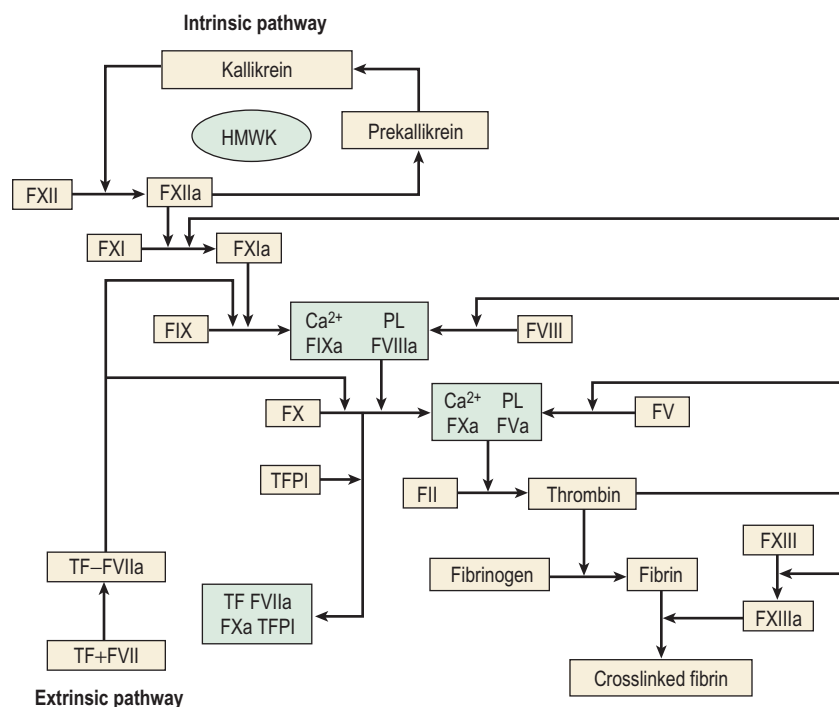 Intrinsic pathway
Kallikrein
HMWK
Prekallikrein
FXII
FXIIa
FXI
FXIa
FIX
Ca²⁺ PL
FIXa FVIIIa
FVIII
FX
Ca²⁺ PL
FXa FVa
FV
TFPI
FII
Thrombin
TF–FVIIa
Fibrinogen
Fibrin
FXIII
TF FVIIa
FXa TFPI
FXIIIa
TF+FVII
Crosslinked fibrin
Extrinsic pathway